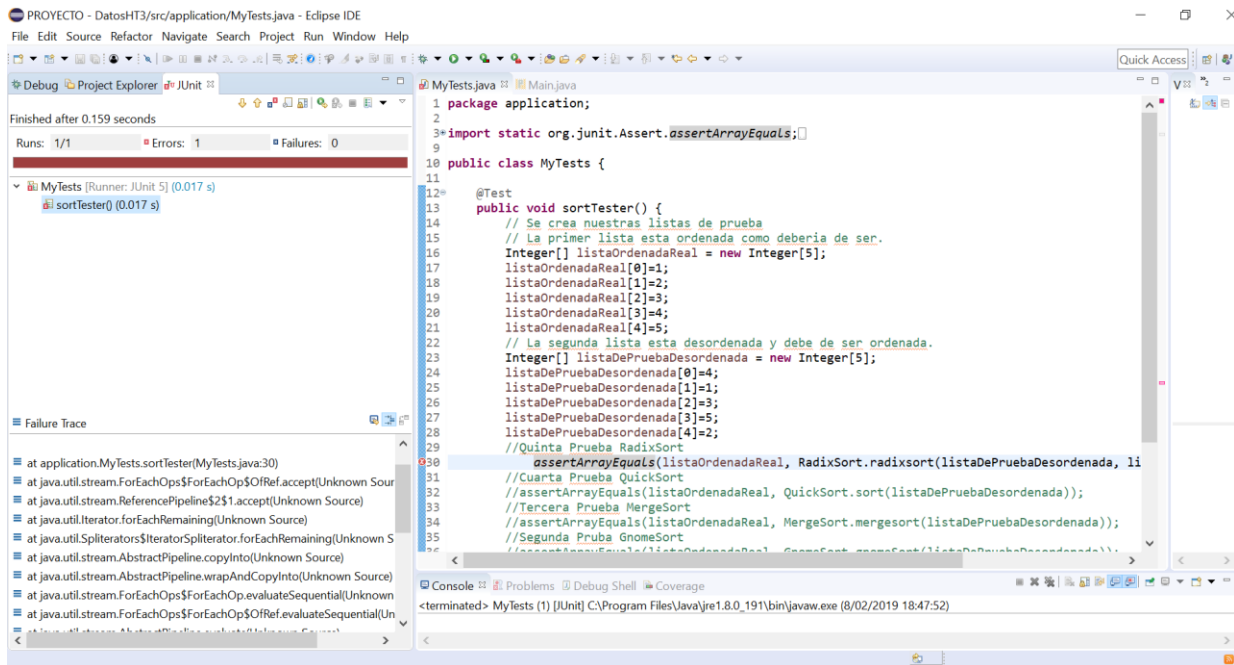 PROYECTO - DatosHT3/src/application/MyTests.java - Eclipse IDE
File Edit Source Refactor Navigate Search Project Run Window Help
Quick Access
Debug Project Explorer JUnit
Finished after 0.159 seconds
Runs: 1/1 Errors: 1 Failures: 0
MyTests [Runner: JUnit 5] (0.017 s)
sortTester() (0.017 s)
Failure Trace
at application.MyTests.sortTester(MyTests.java:30)
at java.util.stream.ForEachOps$ForEachOp$OfRef.accept(Unknown Sour
at java.util.stream.ReferencePipeline$2$1.accept(Unknown Source)
at java.util.Iterator.forEachRemaining(Unknown Source)
at java.util.Spliterators$IteratorSpliterator.forEachRemaining(Unknown S
at java.util.stream.AbstractPipeline.copyInto(Unknown Source)
at java.util.stream.AbstractPipeline.wrapAndCopyInto(Unknown Source)
at java.util.stream.ForEachOps$ForEachOp.evaluateSequential(Unknown
at java.util.stream.ForEachOps$ForEachOp$OfRef.evaluateSequential(Un
MyTests.java Main.java
1 package application;
2
3 import static org.junit.Assert.assertArrayEquals;
9
10 public class MyTests {
11
12 @Test
13 public void sortTester() {
14 // Se crea nuestras listas de prueba
15 // La primer lista esta ordenada como deberia de ser.
16 Integer[] listaOrdenadaReal = new Integer[5];
17 listaOrdenadaReal[0]=1;
18 listaOrdenadaReal[1]=2;
19 listaOrdenadaReal[2]=3;
20 listaOrdenadaReal[3]=4;
21 listaOrdenadaReal[4]=5;
22 // La segunda lista esta desordenada y debe de ser ordenada.
23 Integer[] listaDePruebaDesordenada = new Integer[5];
24 listaDePruebaDesordenada[0]=4;
25 listaDePruebaDesordenada[1]=1;
26 listaDePruebaDesordenada[2]=3;
27 listaDePruebaDesordenada[3]=5;
28 listaDePruebaDesordenada[4]=2;
29 //Quinta Prueba RadixSort
30 assertArrayEquals(listaOrdenadaReal, RadixSort.radixsort(listaDePruebaDesordenada, li
31 //Cuarta Prueba QuickSort
32 //assertArrayEquals(listaOrdenadaReal, QuickSort.sort(listaDePruebaDesordenada));
33 //Tercera Prueba MergeSort
34 //assertArrayEquals(listaOrdenadaReal, MergeSort.mergesort(listaDePruebaDesordenada));
35 //Segunda Pruba GnomeSort
Console Problems Debug Shell Coverage
<terminated> MyTests (1) [JUnit] C:\Program Files\Java\jre1.8.0_191\bin\javaw.exe (8/02/2019 18:47:52)